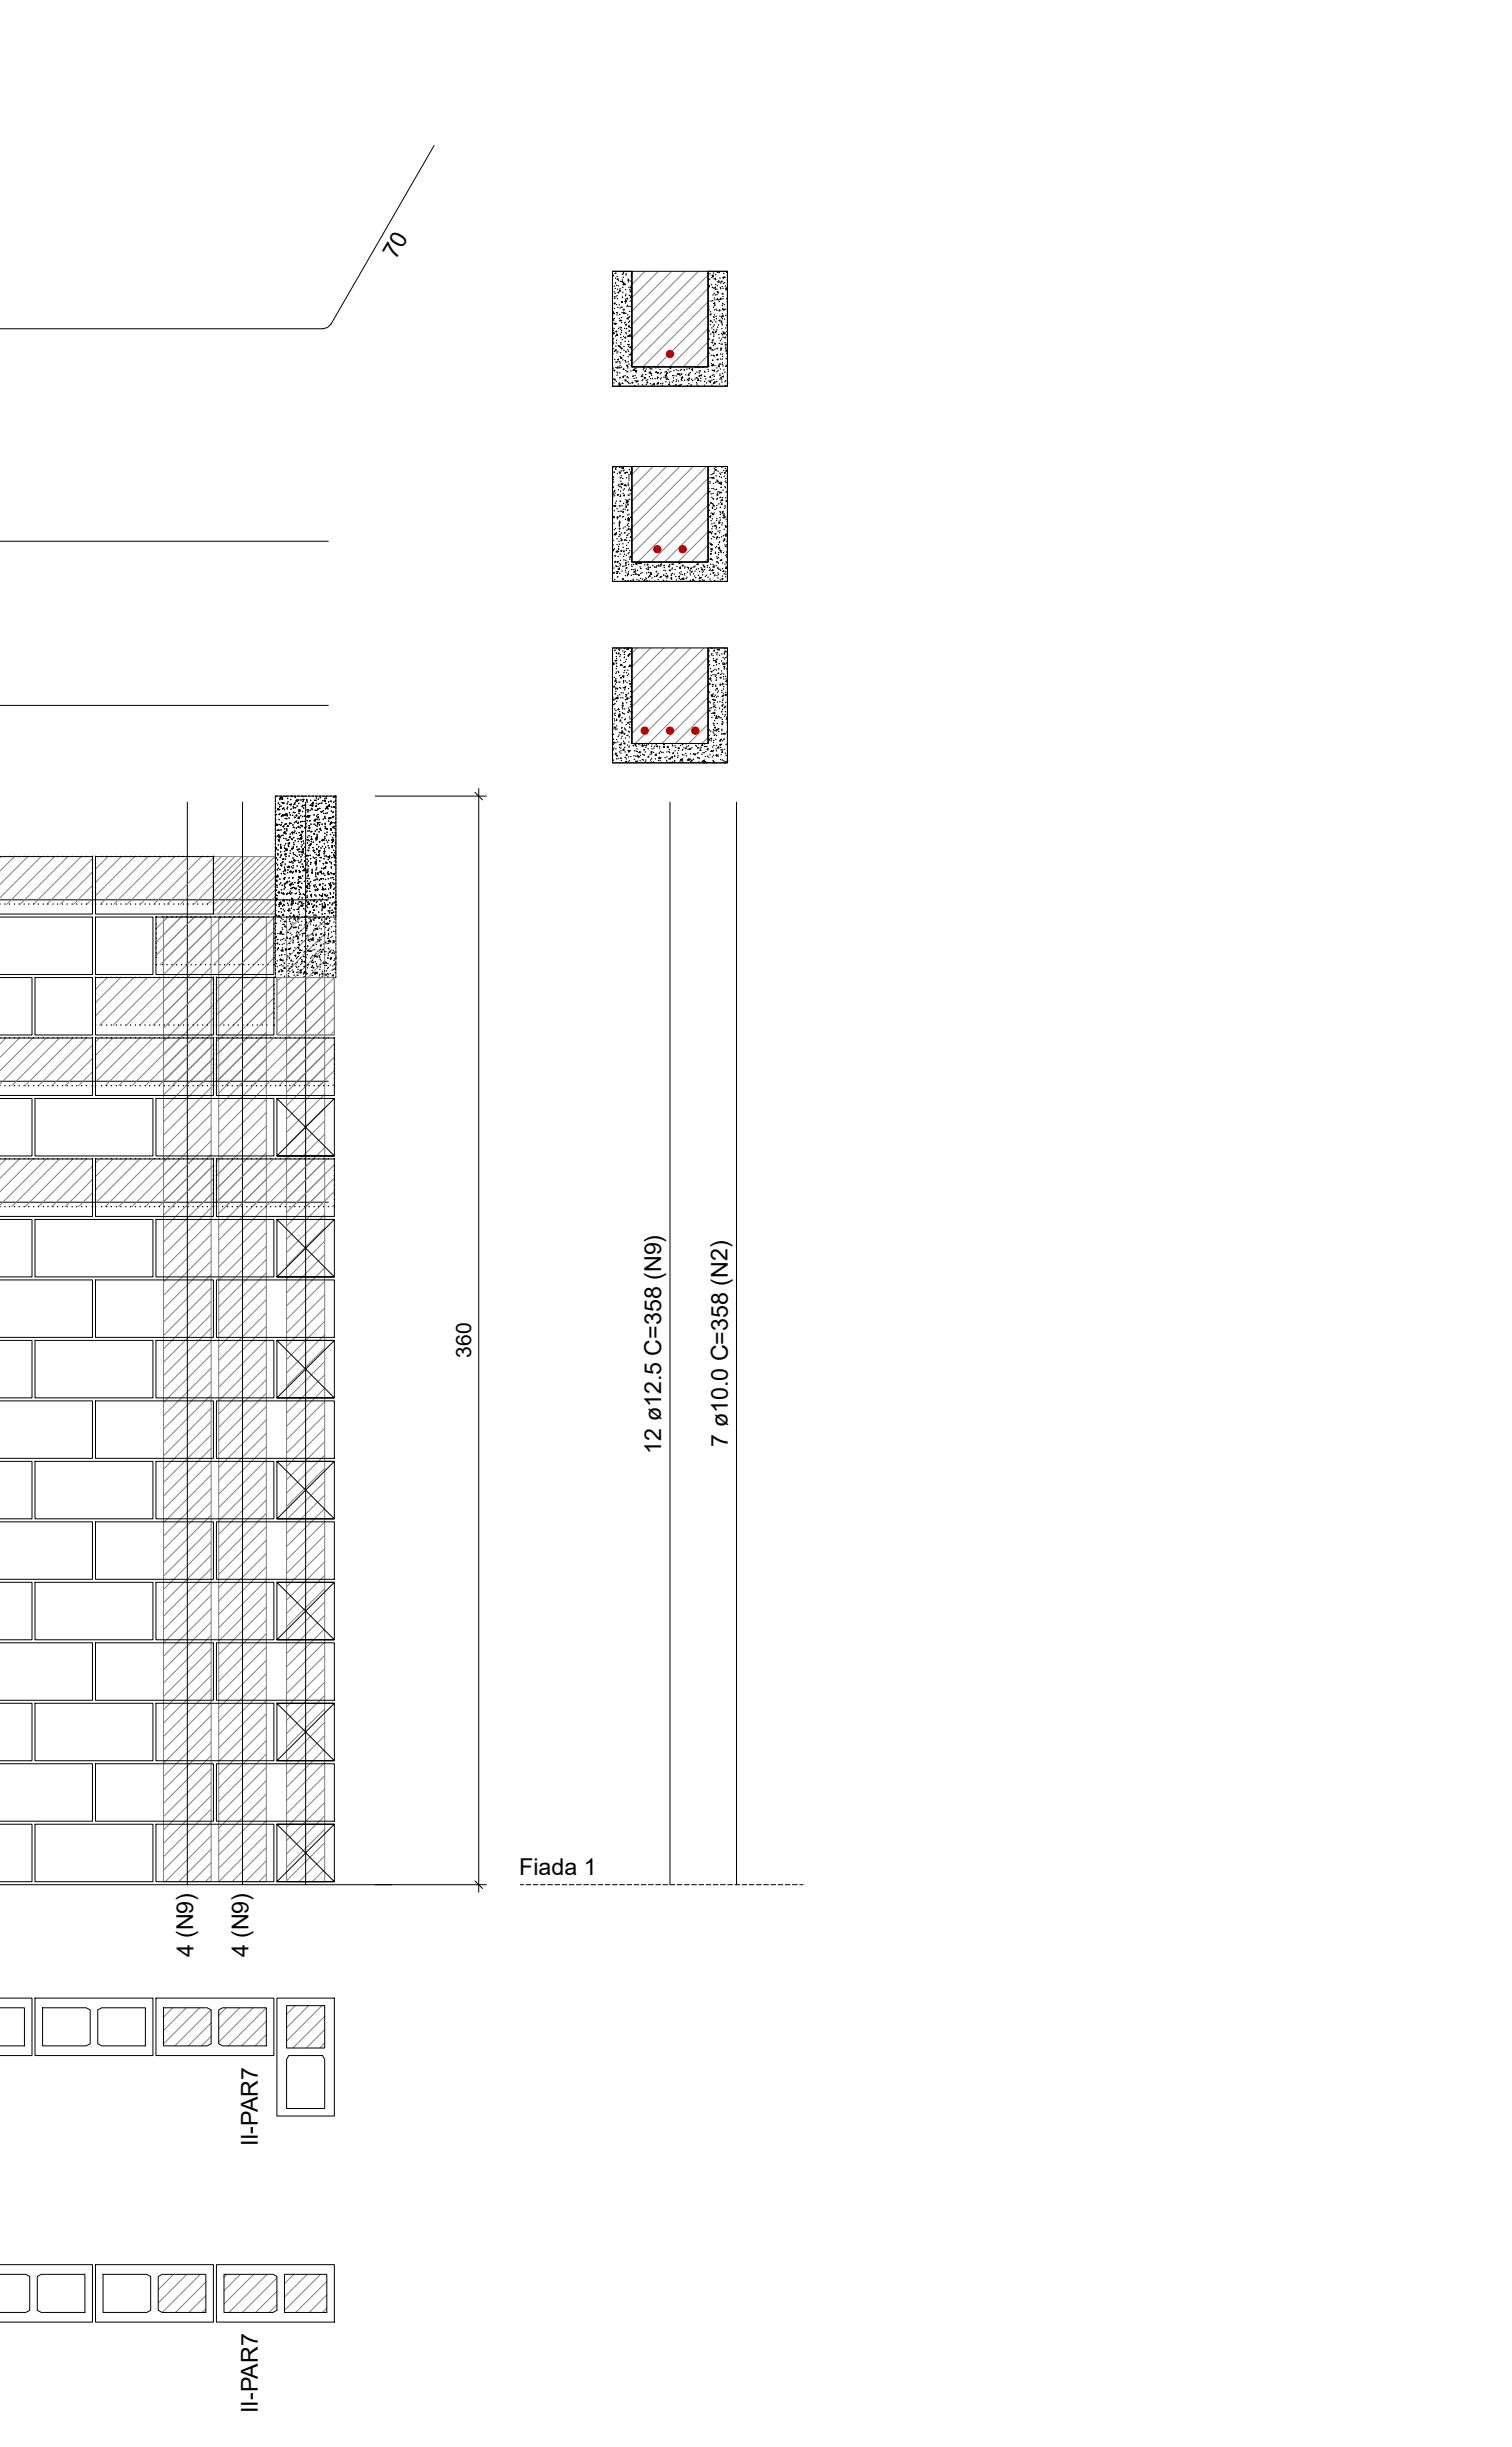 70
360
12 ø12.5 C=358 (N9)
7 ø10.0 C=358 (N2)
Fiada 1
4 (N9)
4 (N9)
II-PAR7
II-PAR7